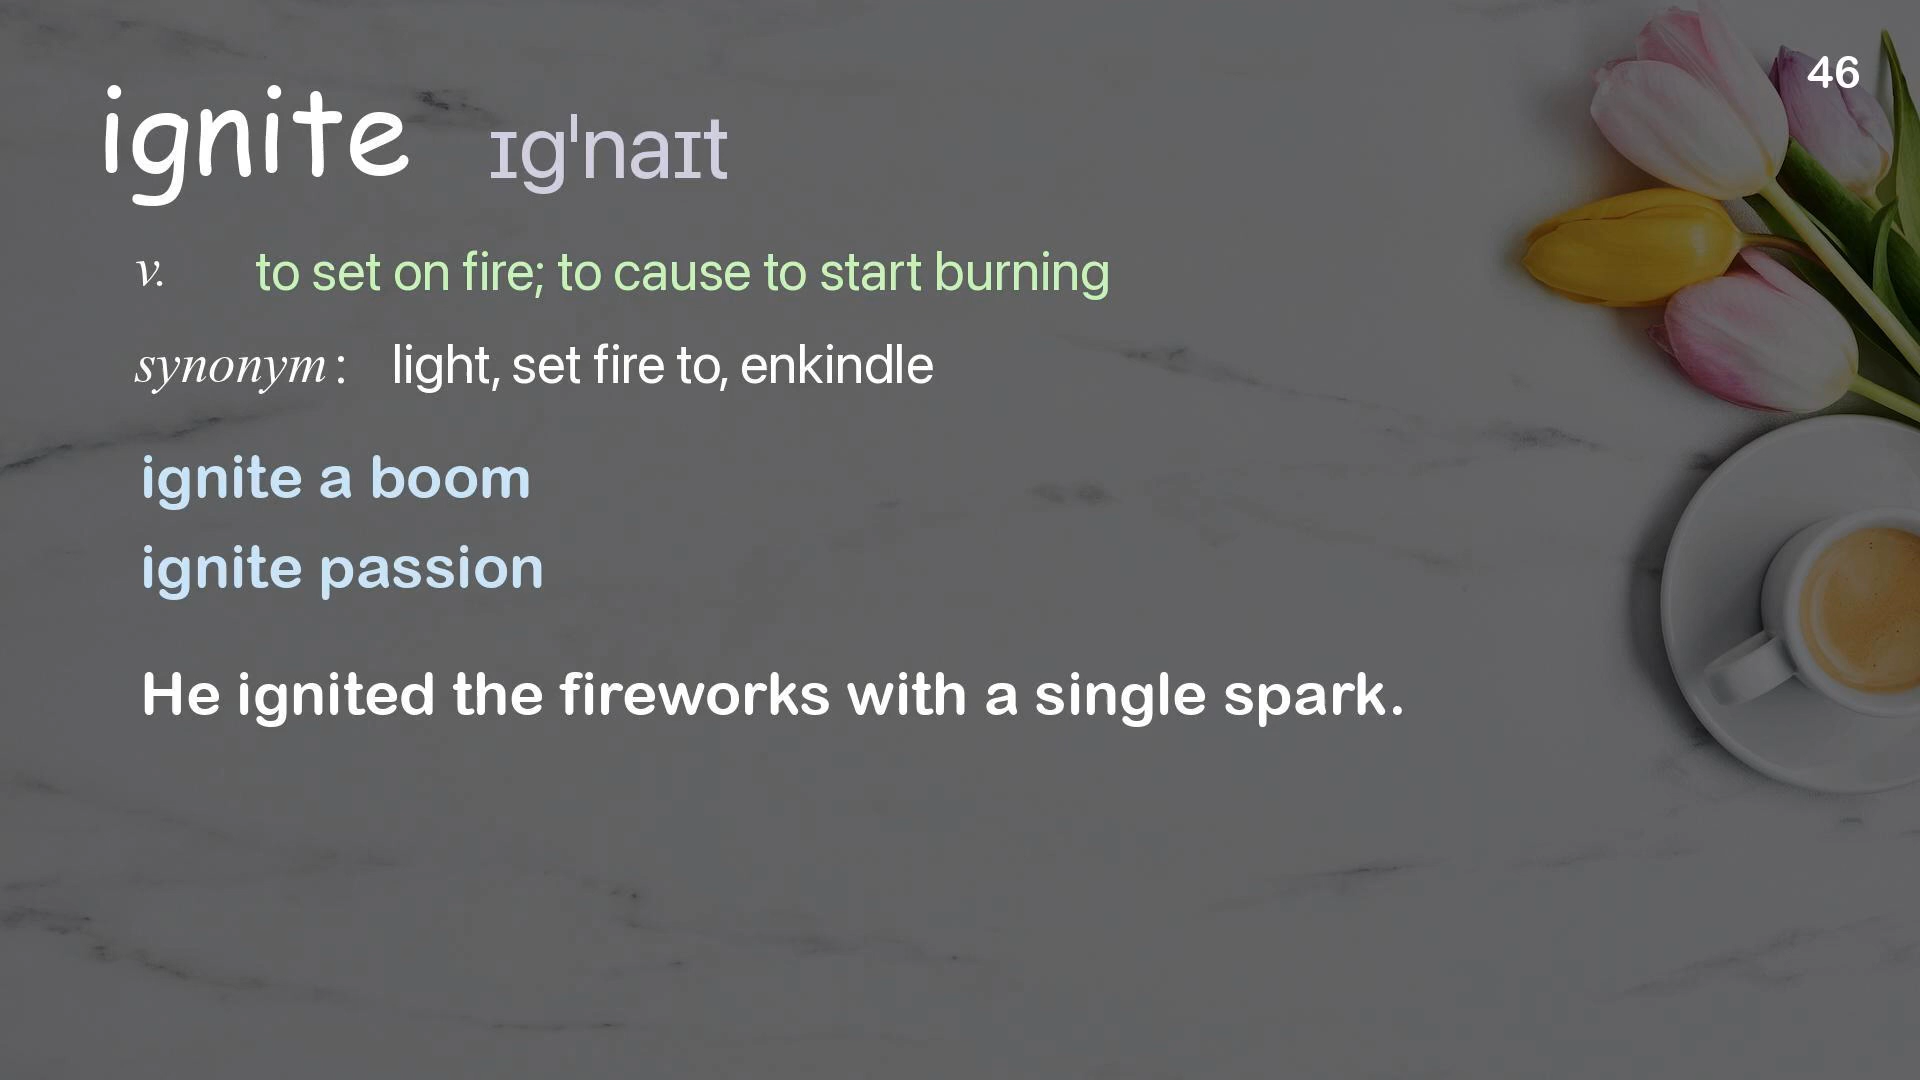 46
ignite ɪɡˈnaɪt
v. to set on fire; to cause to start burning
synonym: light, set fire to, enkindle
ignite a boom
ignite passion
He ignited the fireworks with a single spark.